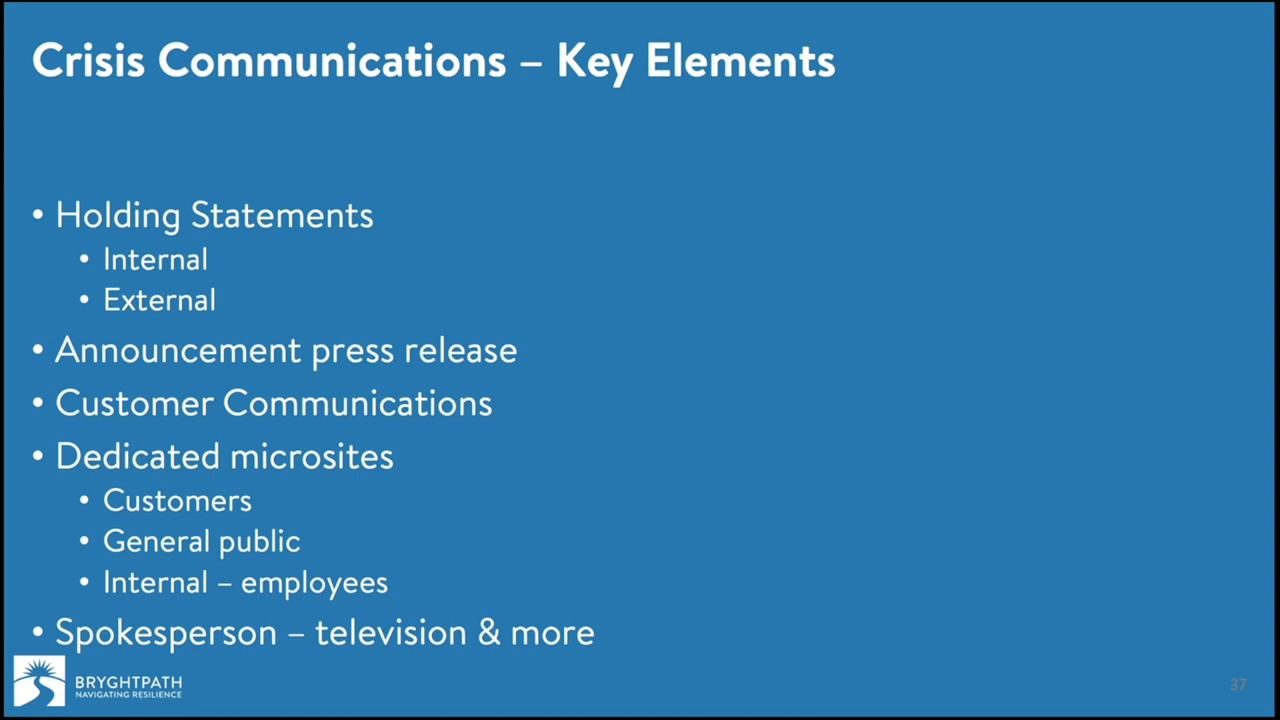 Crisis Communications – Key Elements
• Holding Statements
• Internal
• External
• Announcement press release
• Customer Communications
• Dedicated microsites
• Customers
• General public
• Internal – employees
• Spokesperson – television & more
BRYGHTPATH
NAVIGATING RESILIENCE
37